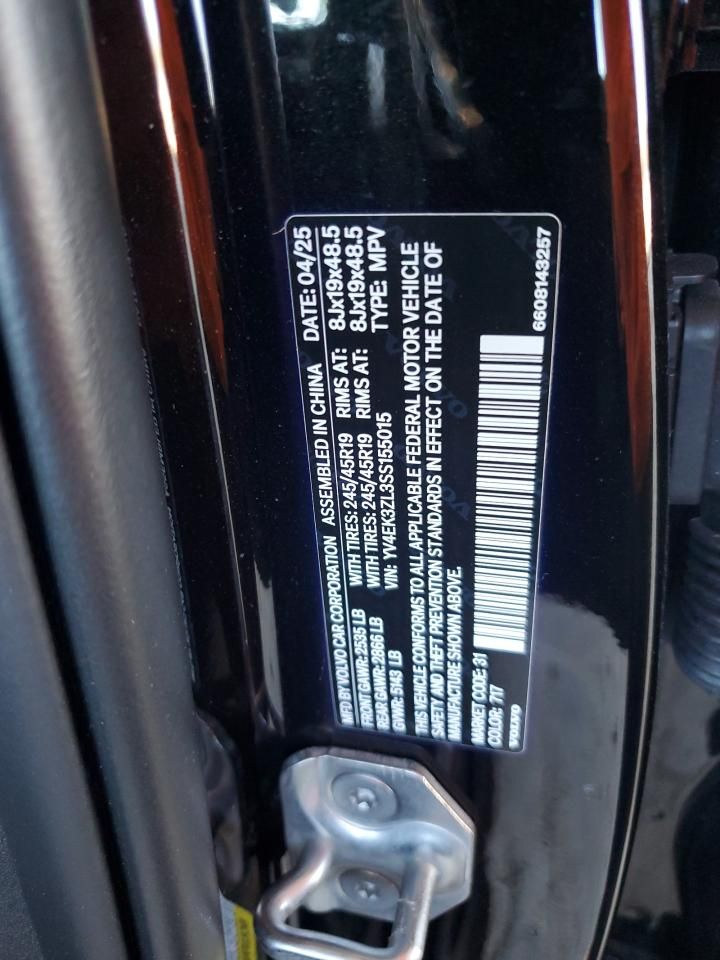 MFD BY VOLVO CAR CORPORATION ASSEMBLED IN CHINA DATE: 04/25
FRONT GAWR: 2535 LB WITH TIRES: 245/45R19 RIMS AT: 8Jx19x48.5
REAR GAWR: 2866 LB WITH TIRES: 245/45R19 RIMS AT: 8Jx19x48.5
GVWR: 5143 LB VIN: YV4EK3ZL3SS155015 TYPE: MPV
THIS VEHICLE CONFORMS TO ALL APPLICABLE FEDERAL MOTOR VEHICLE
SAFETY AND THEFT PREVENTION STANDARDS IN EFFECT ON THE DATE OF
MANUFACTURE SHOWN ABOVE.
MARKET CODE: 31
COLOR: 717
VOLVO
6608143257